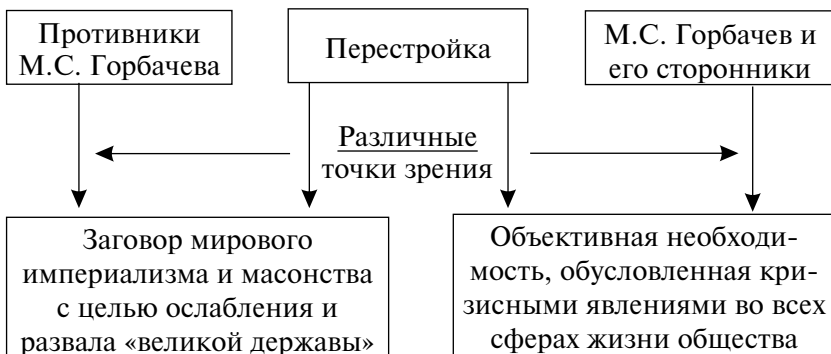 Противники
М.С. Горбачева
Перестройка
М.С. Горбачев и
его сторонники
Различные
точки зрения
Заговор мирового
империализма и масонства
с целью ослабления и
развала «великой державы»
Объективная необходи-
мость, обусловленная кри-
зисными явлениями во всех
сферах жизни общества